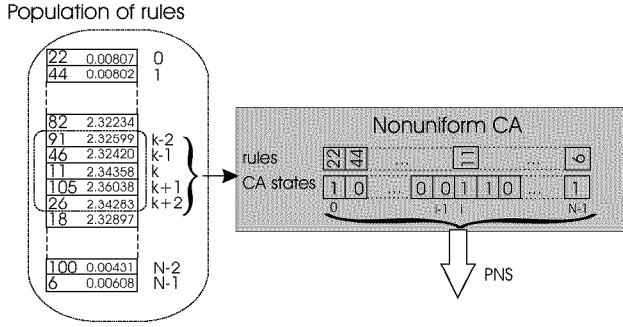 Population of rules
22 0.00807 0
44 0.00802 1
82 2.32234
91 2.32599 k-2
46 2.32420 k-1
11 2.34358 k
105 2.36038 k+1
26 2.34283 k+2
18 2.32897
100 0.00431 N-2
6 0.00608 N-1
Nonuniform CA
rules 22 44 ... 11 ... 6
CA states 1 0 ... 0 0 1 1 0 ... 1
0 i-1 i N-1
PNS